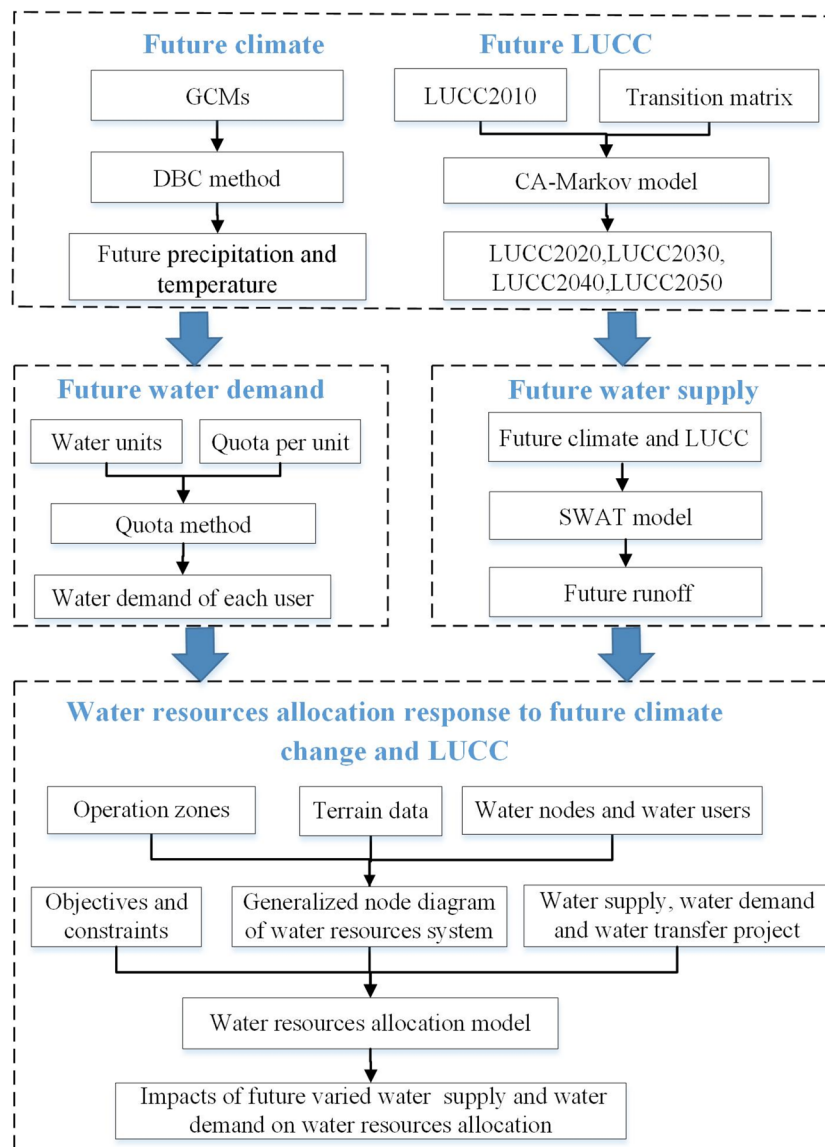 Future climate
Future LUCC
GCMs
LUCC2010
Transition matrix
DBC method
CA-Markov model
Future precipitation and
temperature
LUCC2020,LUCC2030,
LUCC2040,LUCC2050
Future water demand
Future water supply
Water units
Quota per unit
Future climate and LUCC
Quota method
SWAT model
Water demand of each user
Future runoff
Water resources allocation response to future climate
change and LUCC
Operation zones
Terrain data
Water nodes and water users
Objectives and
constraints
Generalized node diagram
of water resources system
Water supply, water demand
and water transfer project
Water resources allocation model
Impacts of future varied water supply and water
demand on water resources allocation